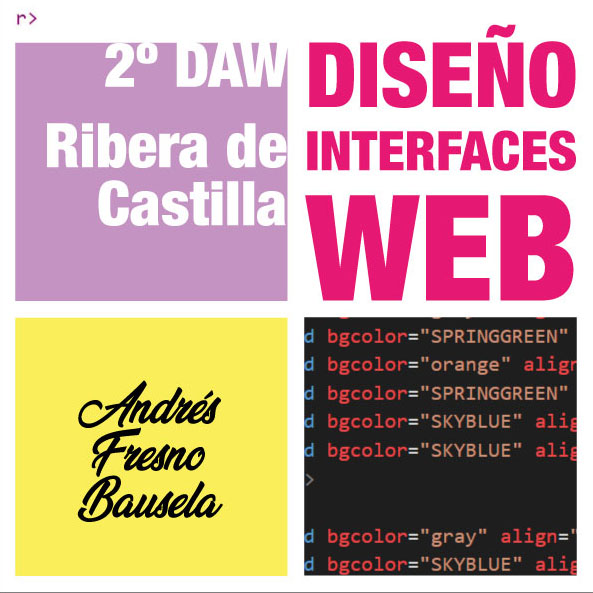 r>
2º DAW
Ribera de
Castilla
DISEÑO
INTERFACES
WEB
Andrés
Fresno
Bausela
d bgcolor="SPRINGGREEN"
d bgcolor="orange" align
d bgcolor="SPRINGGREEN"
d bgcolor="SKYBLUE" alig
d bgcolor="SKYBLUE" alig
>
d bgcolor="gray" align="
d bgcolor="SKYBLUE" alig